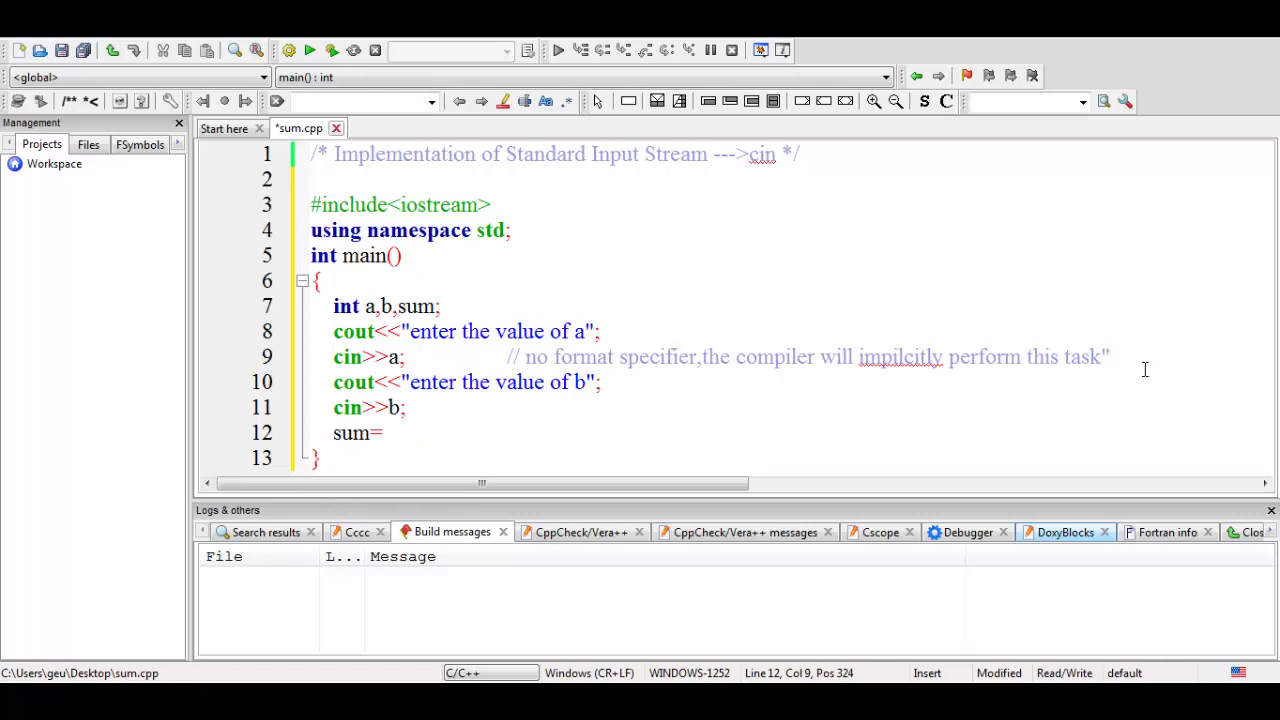 <global>
main() : int
/** *<
S C
Management
Start here
*sum.cpp
Projects Files FSymbols
Workspace
1 /* Implementation of Standard Input Stream --->cin */
2
3 #include<iostream>
4 using namespace std;
5 int main()
6 {
7 int a,b,sum;
8 cout<<"enter the value of a";
9 cin>>a; // no format specifier,the compiler will impilcitly perform this task"
10 cout<<"enter the value of b";
11 cin>>b;
12 sum=
13 }
Logs & others
Search results Cccc Build messages CppCheck/Vera++ CppCheck/Vera++ messages Cscope Debugger DoxyBlocks Fortran info Clos
File L... Message
C:\Users\geu\Desktop\sum.cpp C/C++ Windows (CR+LF) WINDOWS-1252 Line 12, Col 9, Pos 324 Insert Modified Read/Write default